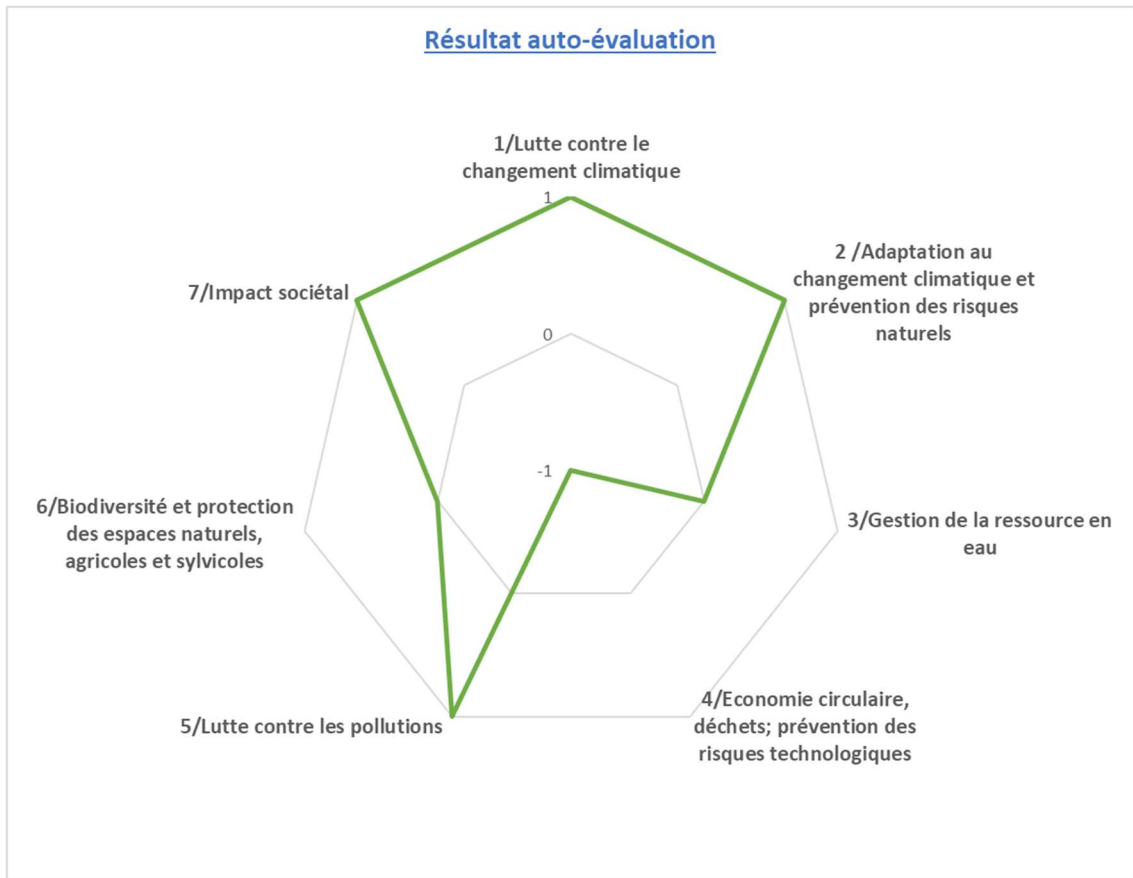 Résultat auto-évaluation
1/Lutte contre le
changement climatique
1
2 /Adaptation au
changement climatique et
prévention des risques
naturels
7/Impact sociétal
0
-1
6/Biodiversité et protection
des espaces naturels,
agricoles et sylvicoles
3/Gestion de la ressource en
eau
4/Economie circulaire,
déchets; prévention des
risques technologiques
5/Lutte contre les pollutions